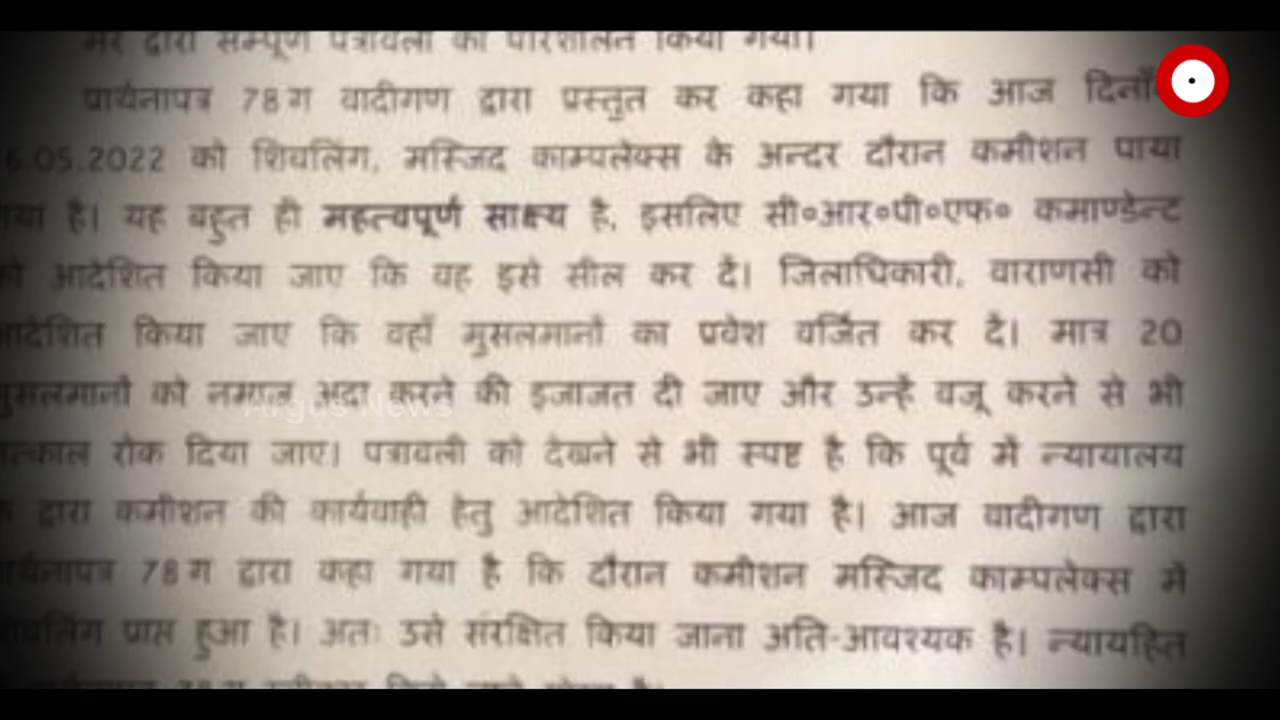 मेरे द्वारा सम्पूर्ण पत्रावली का परिशीलन किया गया।
प्रार्थनापत्र 78ग वादीगण द्वारा प्रस्तुत कर कहा गया कि आज
6.05.2022 को शिवलिंग, मस्जिद काम्पलेक्स के अन्दर दौरान कमीशन पाया
गया है। यह बहुत ही महत्वपूर्ण साक्ष्य है, इसलिए सी०आर०पी०एफ० कमाण्डेन्ट
को आदेशित किया जाए कि वह इसे सील कर दे। जिलाधिकारी, वाराणसी को
आदेशित किया जाए कि वहाँ मुसलमानों का प्रवेश वर्जित कर दे। मात्र 20
मुसलमानों को नमाज अदा करने की इजाजत दी जाए और उन्हें वजू करने से भी
तत्काल रोक दिया जाए। पत्रावली को देखने से भी स्पष्ट है कि पूर्व में न्यायालय
के द्वारा कमीशन की कार्यवाही हेतु आदेशित किया गया है। आज वादीगण द्वारा
प्रार्थनापत्र 78ग द्वारा कहा गया है कि दौरान कमीशन मस्जिद काम्पलेक्स में
शिवलिंग प्राप्त हुआ है। अतः उसे संरक्षित किया जाना अति-आवश्यक है। न्यायहित
Argus News